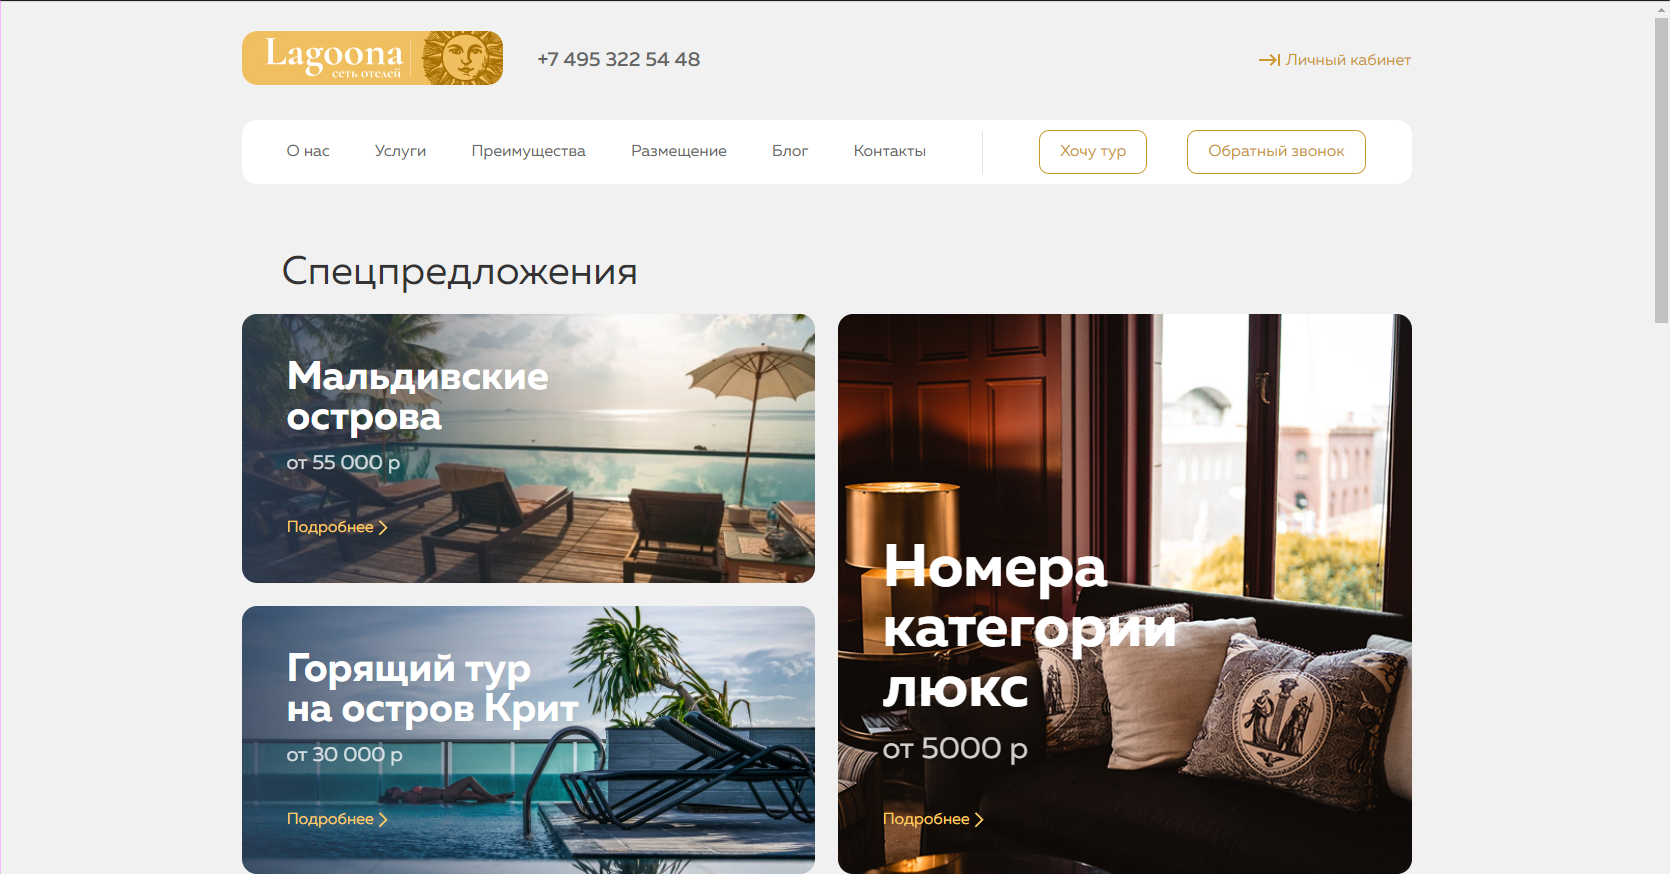 Lagoona
сеть отелей
+7 495 322 54 48
Личный кабинет
О нас
Услуги
Преимущества
Размещение
Блог
Контакты
Хочу тур
Обратный звонок
Спецпредложения
Мальдивские
острова
от 55 000 р
Подробнее
Горящий тур
на остров Крит
от 30 000 р
Подробнее
Номера
категории
люкс
от 5000 р
Подробнее